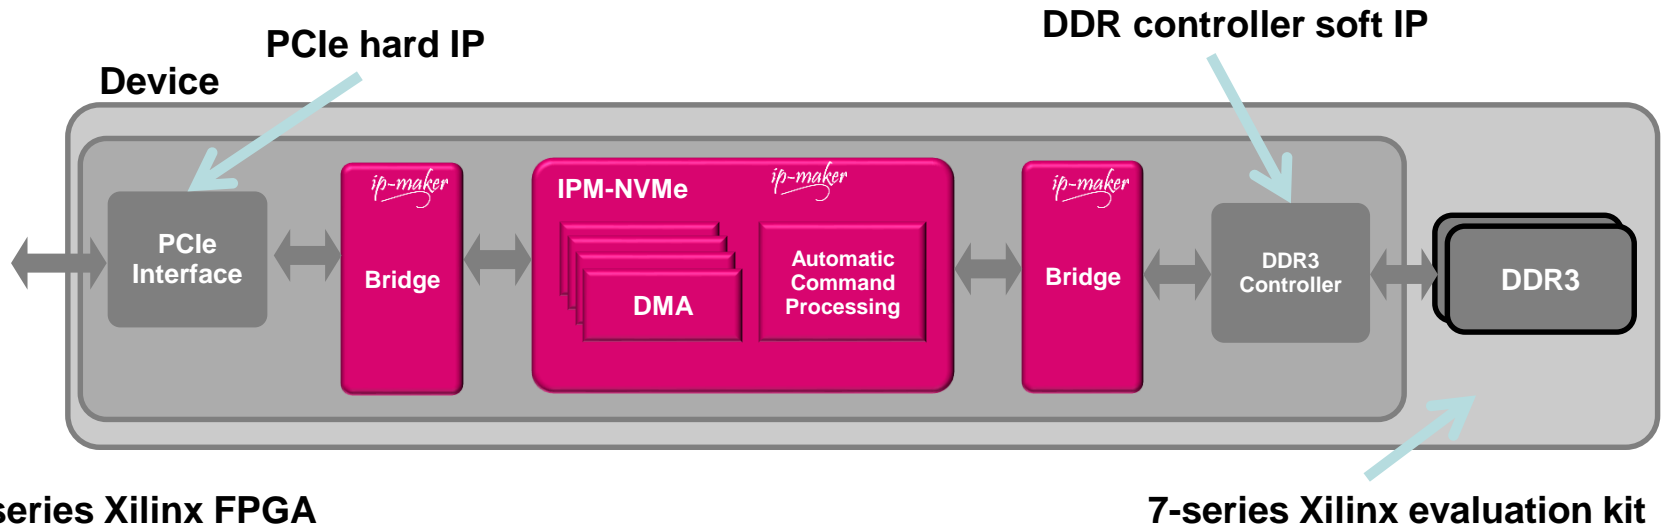 PCIe hard IP
DDR controller soft IP
Device
ip-maker
IPM-NVMe
ip-maker
ip-maker
PCIe
Interface
Bridge
DMA
Automatic
Command
Processing
Bridge
DDR3
Controller
DDR3
series Xilinx FPGA
7-series Xilinx evaluation kit